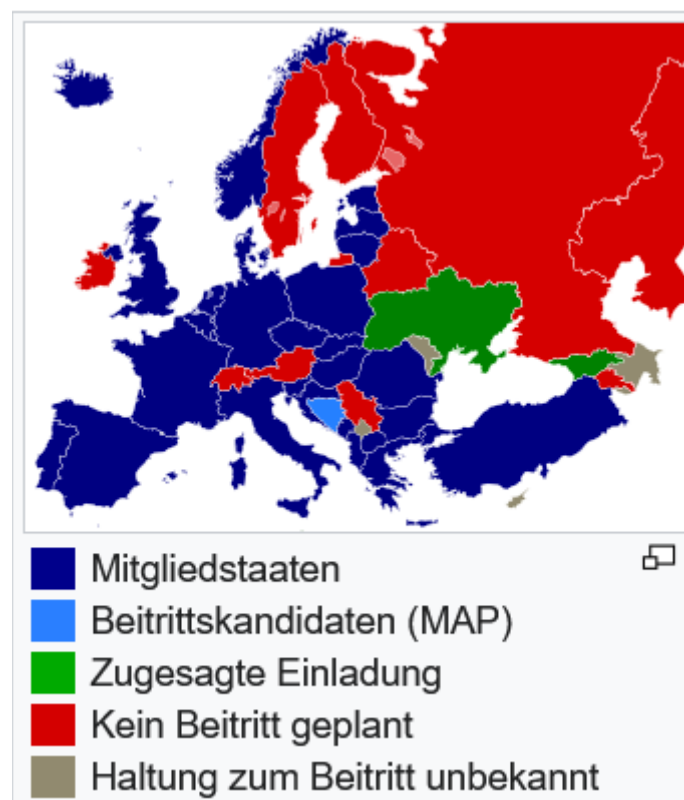 Mitgliedstaaten
Beitrittskandidaten (MAP)
Zugesagte Einladung
Kein Beitritt geplant
Haltung zum Beitritt unbekannt